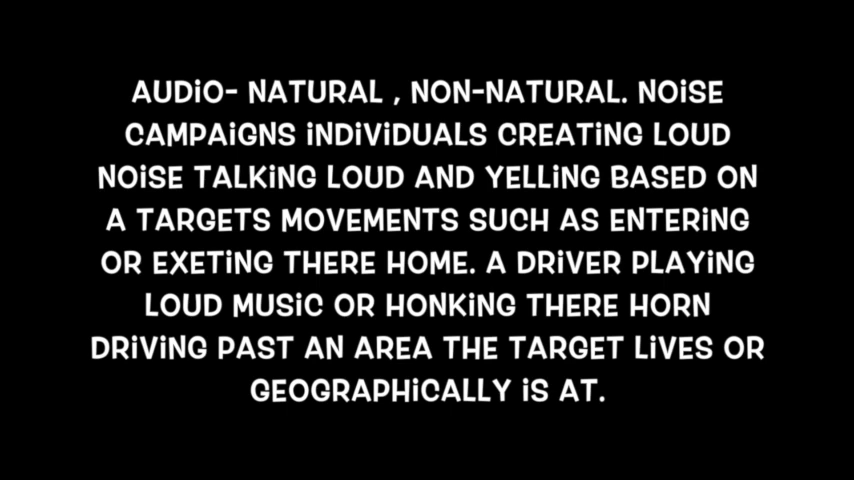 AUDiO- NATURAL , NON-NATURAL. NOiSE
CAMPAiGNS iNDiViDUALS CREATiNG LOUD
NOiSE TALKiNG LOUD AND YELLiNG BASED ON
A TARGETS MOVEMENTS SUCH AS ENTERiNG
OR EXETiNG THERE HOME. A DRiVER PLAYiNG
LOUD MUSiC OR HONKiNG THERE HORN
DRiViNG PAST AN AREA THE TARGET LiVES OR
GEOGRAPHiCALLY iS AT.